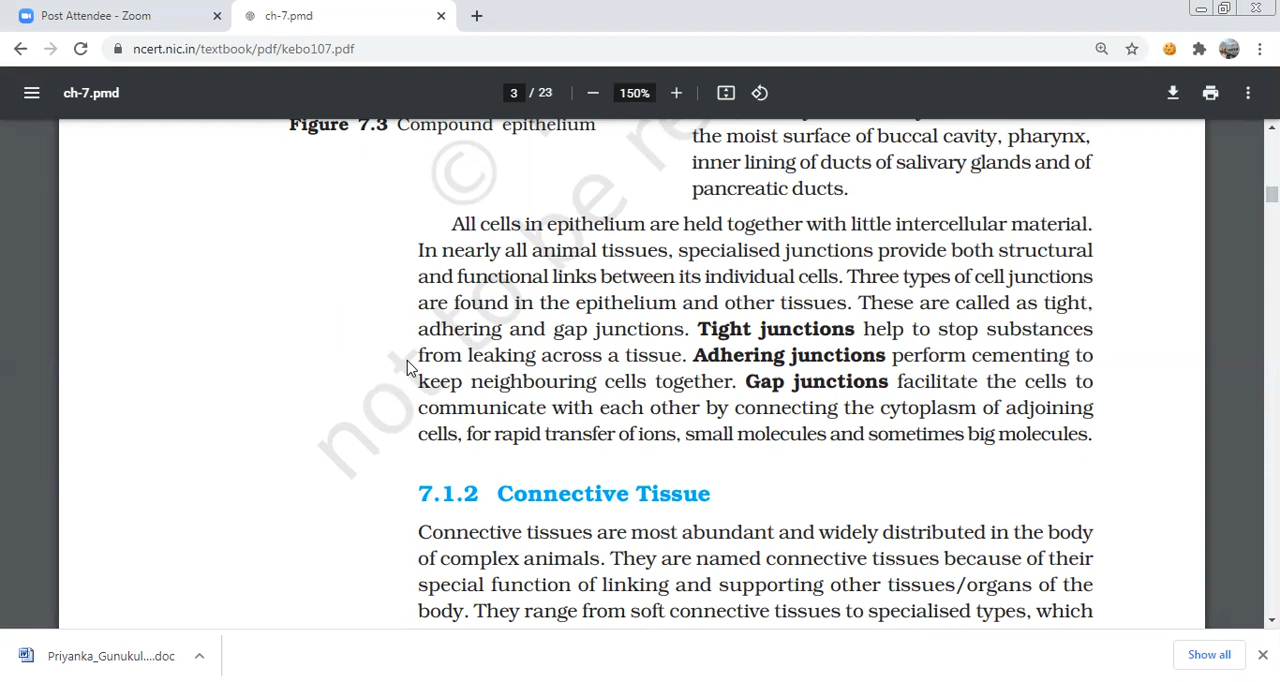 Post Attendee - Zoom
ch-7.pmd
ncert.nic.in/textbook/pdf/kebo107.pdf
ch-7.pmd
3 / 23
150%
Figure 7.3 Compound epithelium
the moist surface of buccal cavity, pharynx,
inner lining of ducts of salivary glands and of
pancreatic ducts.
All cells in epithelium are held together with little intercellular material.
In nearly all animal tissues, specialised junctions provide both structural
and functional links between its individual cells. Three types of cell junctions
are found in the epithelium and other tissues. These are called as tight,
adhering and gap junctions. Tight junctions help to stop substances
from leaking across a tissue. Adhering junctions perform cementing to
keep neighbouring cells together. Gap junctions facilitate the cells to
communicate with each other by connecting the cytoplasm of adjoining
cells, for rapid transfer of ions, small molecules and sometimes big molecules.
7.1.2 Connective Tissue
Connective tissues are most abundant and widely distributed in the body
of complex animals. They are named connective tissues because of their
special function of linking and supporting other tissues/organs of the
body. They range from soft connective tissues to specialised types, which
© not to be re
Priyanka_Gunukul....doc
Show all